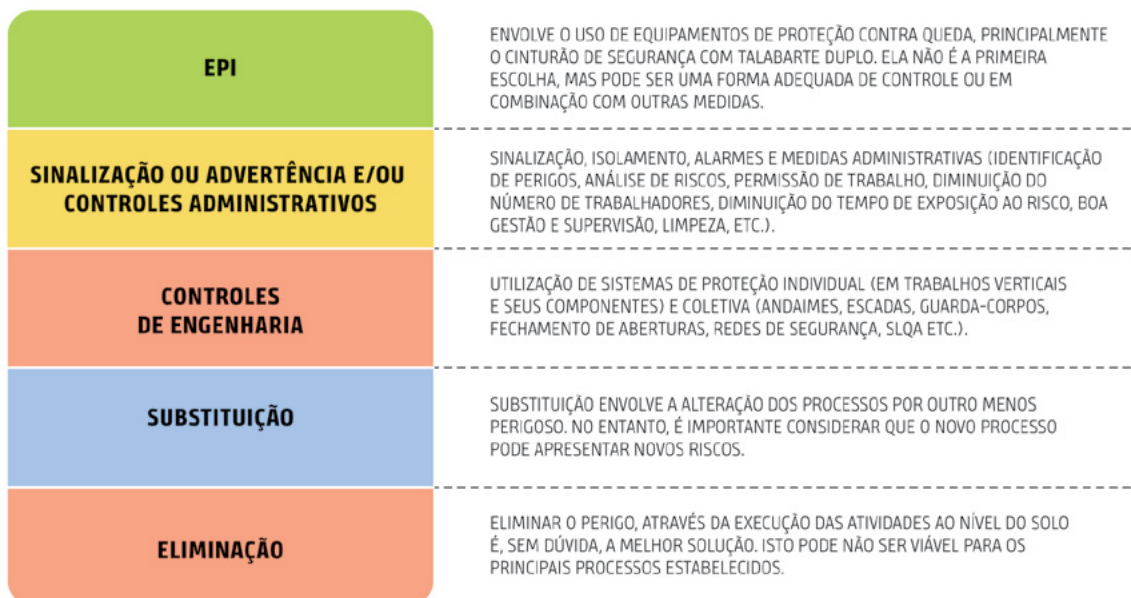 EPI
ENVOLVE O USO DE EQUIPAMENTOS DE PROTEÇÃO CONTRA QUEDA, PRINCIPALMENTE
O CINTURÃO DE SEGURANÇA COM TALABARTE DUPLO. ELA NÃO É A PRIMEIRA
ESCOLHA, MAS PODE SER UMA FORMA ADEQUADA DE CONTROLE OU EM
COMBINAÇÃO COM OUTRAS MEDIDAS.
SINALIZAÇÃO OU ADVERTÊNCIA E/OU
CONTROLES ADMINISTRATIVOS
SINALIZAÇÃO, ISOLAMENTO, ALARMES E MEDIDAS ADMINISTRATIVAS (IDENTIFICAÇÃO
DE PERIGOS, ANÁLISE DE RISCOS, PERMISSÃO DE TRABALHO, DIMINUIÇÃO DO
NÚMERO DE TRABALHADORES, DIMINUIÇÃO DO TEMPO DE EXPOSIÇÃO AO RISCO, BOA
GESTÃO E SUPERVISÃO, LIMPEZA, ETC.).
CONTROLES
DE ENGENHARIA
UTILIZAÇÃO DE SISTEMAS DE PROTEÇÃO INDIVIDUAL (EM TRABALHOS VERTICAIS
E SEUS COMPONENTES) E COLETIVA (ANDAIMES, ESCADAS, GUARDA-CORPOS,
FECHAMENTO DE ABERTURAS, REDES DE SEGURANÇA, SLQA ETC.).
SUBSTITUIÇÃO
SUBSTITUIÇÃO ENVOLVE A ALTERAÇÃO DOS PROCESSOS POR OUTRO MENOS
PERIGOSO. NO ENTANTO, É IMPORTANTE CONSIDERAR QUE O NOVO PROCESSO
PODE APRESENTAR NOVOS RISCOS.
ELIMINAÇÃO
ELIMINAR O PERIGO, ATRAVÉS DA EXECUÇÃO DAS ATIVIDADES AO NÍVEL DO SOLO
É, SEM DÚVIDA, A MELHOR SOLUÇÃO. ISTO PODE NÃO SER VIÁVEL PARA OS
PRINCIPAIS PROCESSOS ESTABELECIDOS.